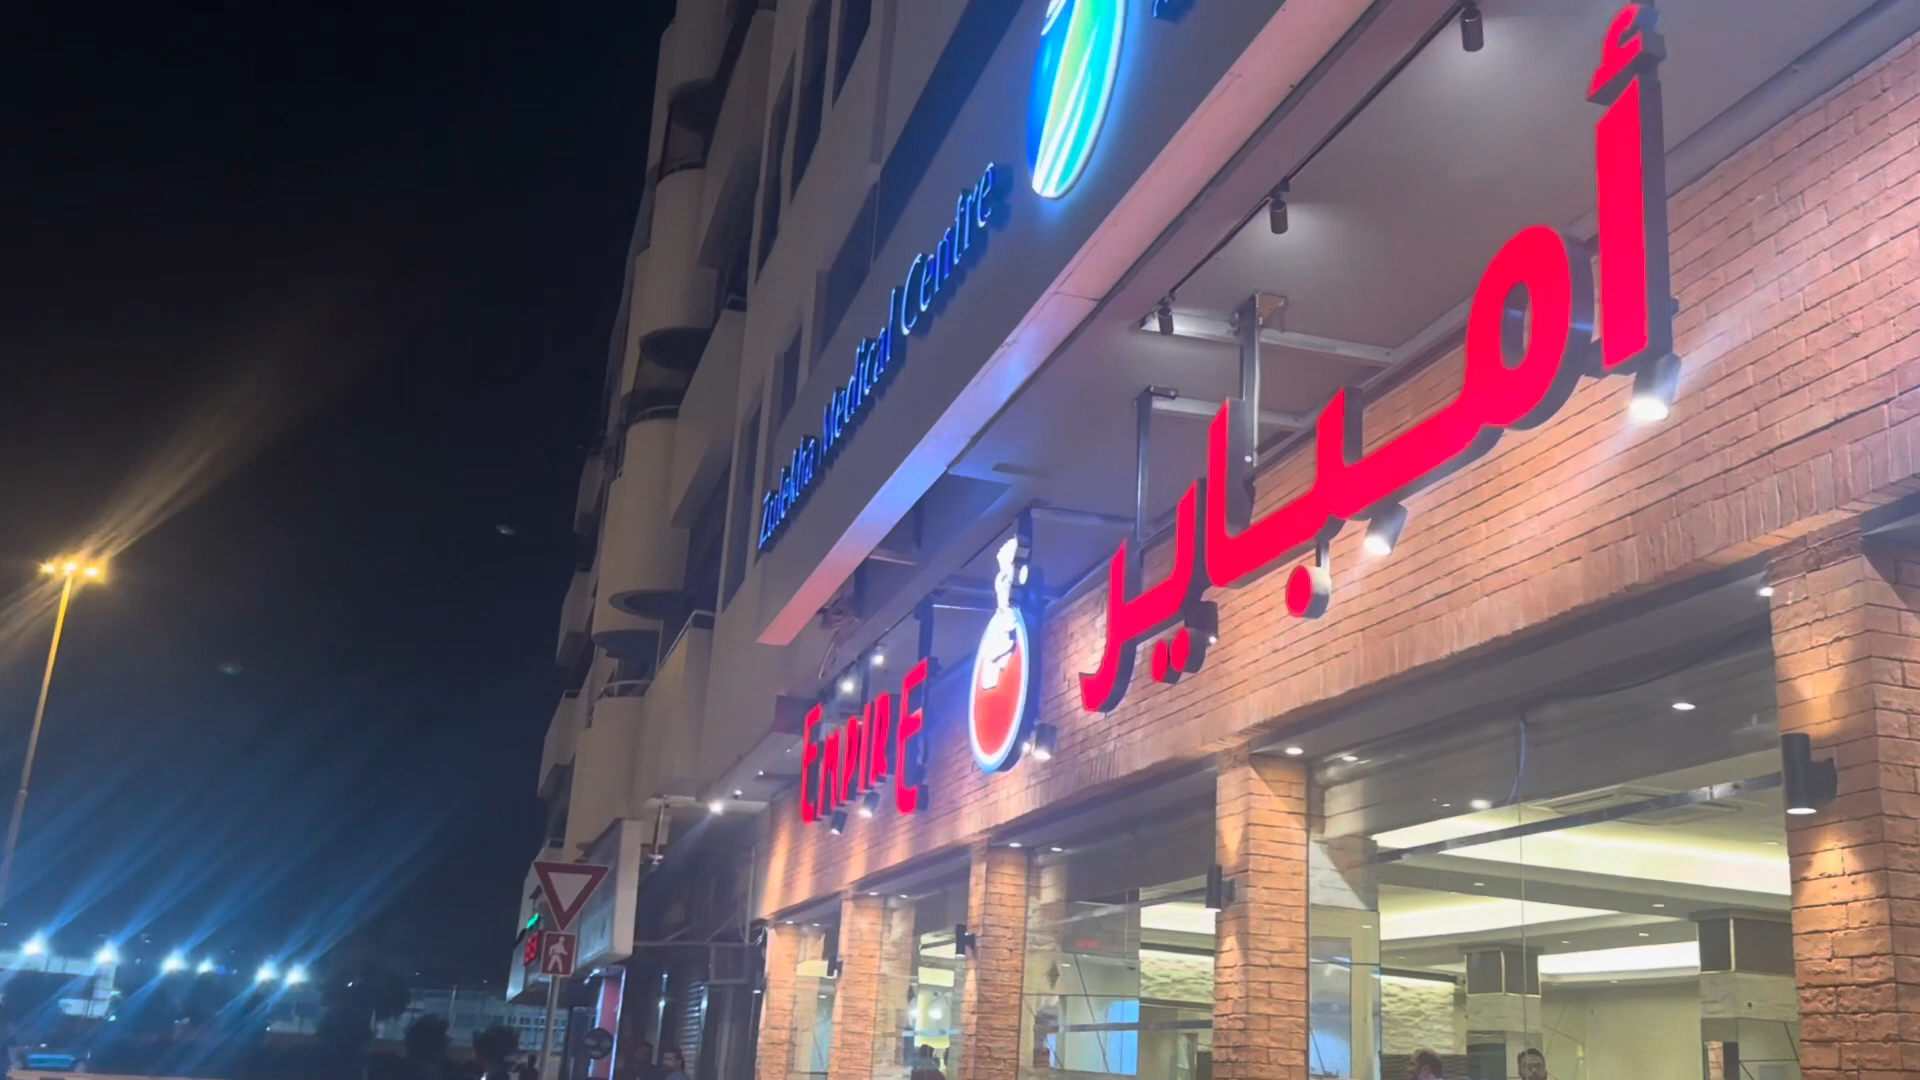 Zulekha Medical Centre
EMPIRE
أمباير